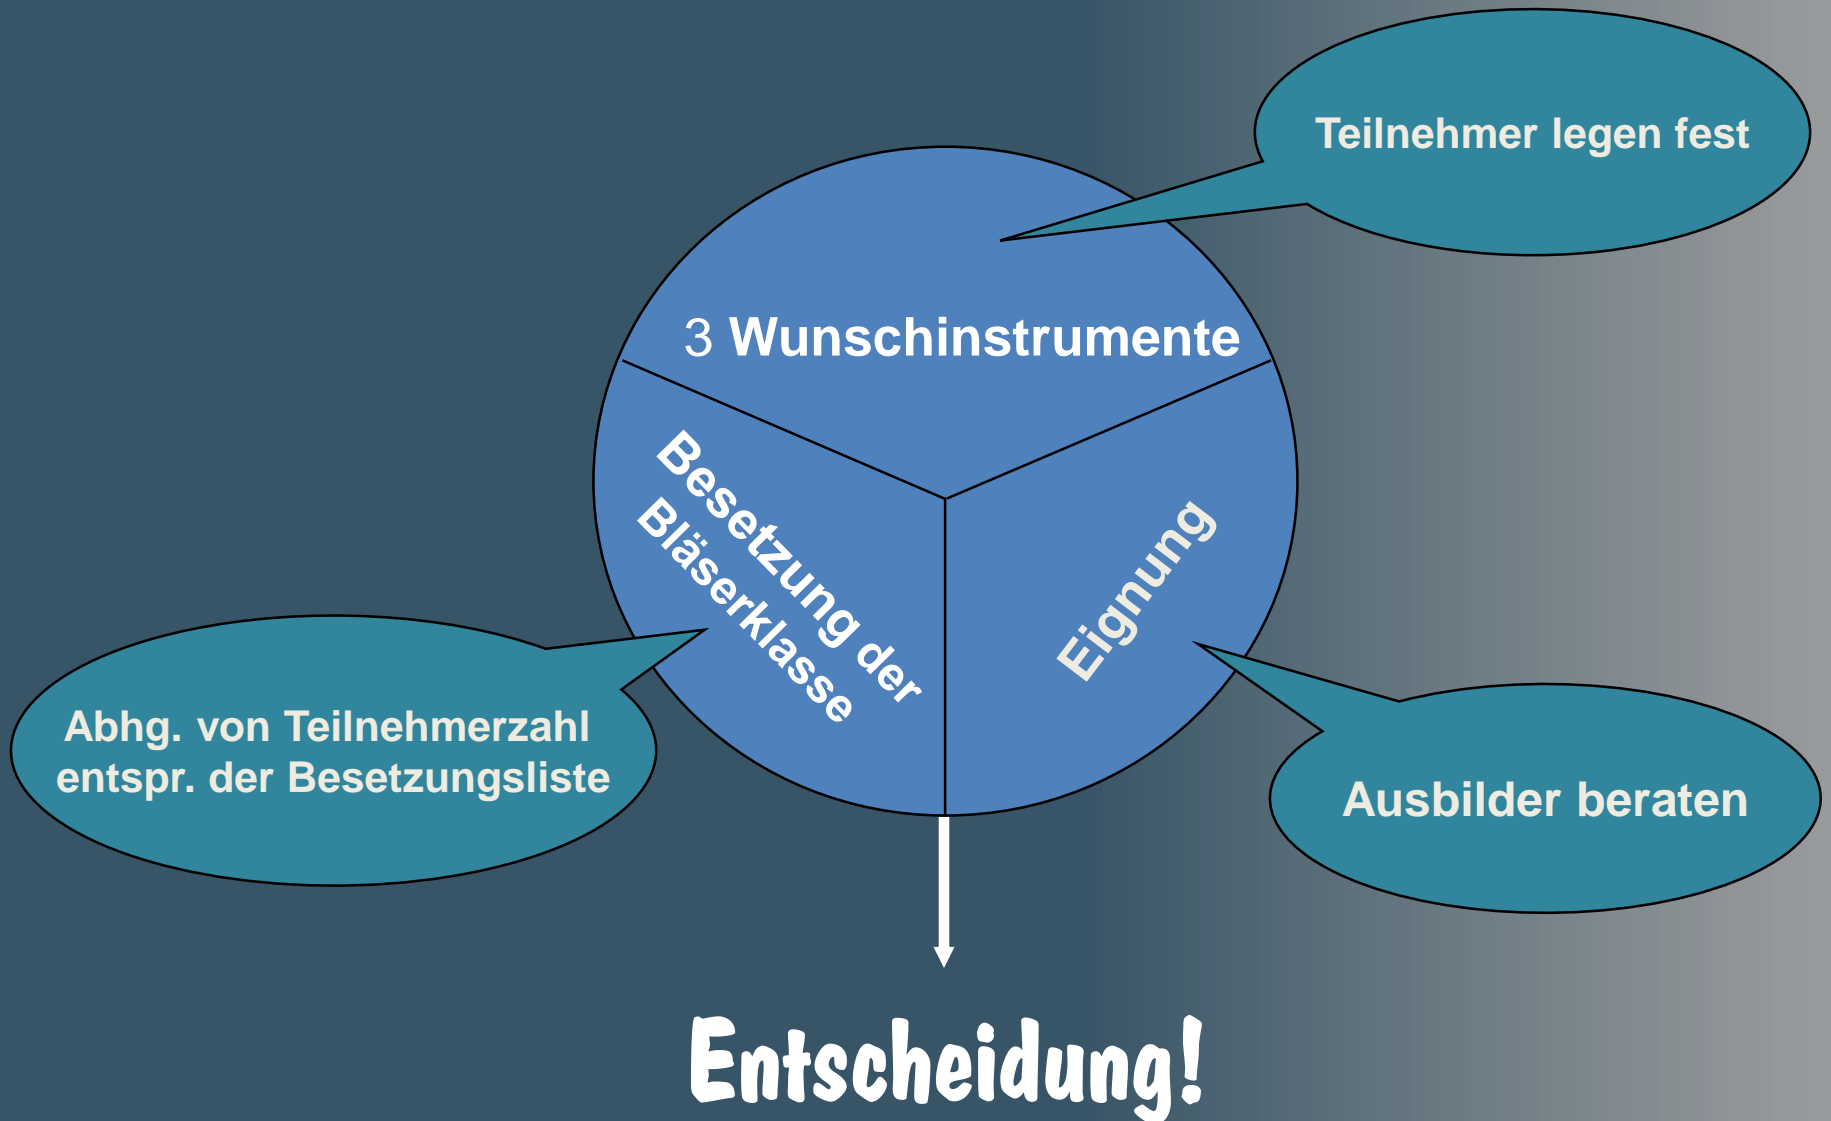 Teilnehmer legen fest
3 Wunschinstrumente
Besetzung der
Bläserklasse
Eignung
Abhg. von Teilnehmerzahl
entspr. der Besetzungsliste
Ausbilder beraten
Entscheidung!